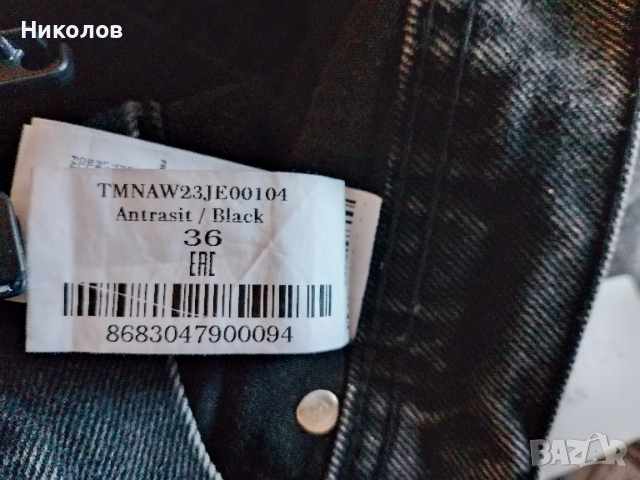 Николов
TMNAW23JE00104
Antrasit / Black
36
EAC
8683047900094
BAZAR